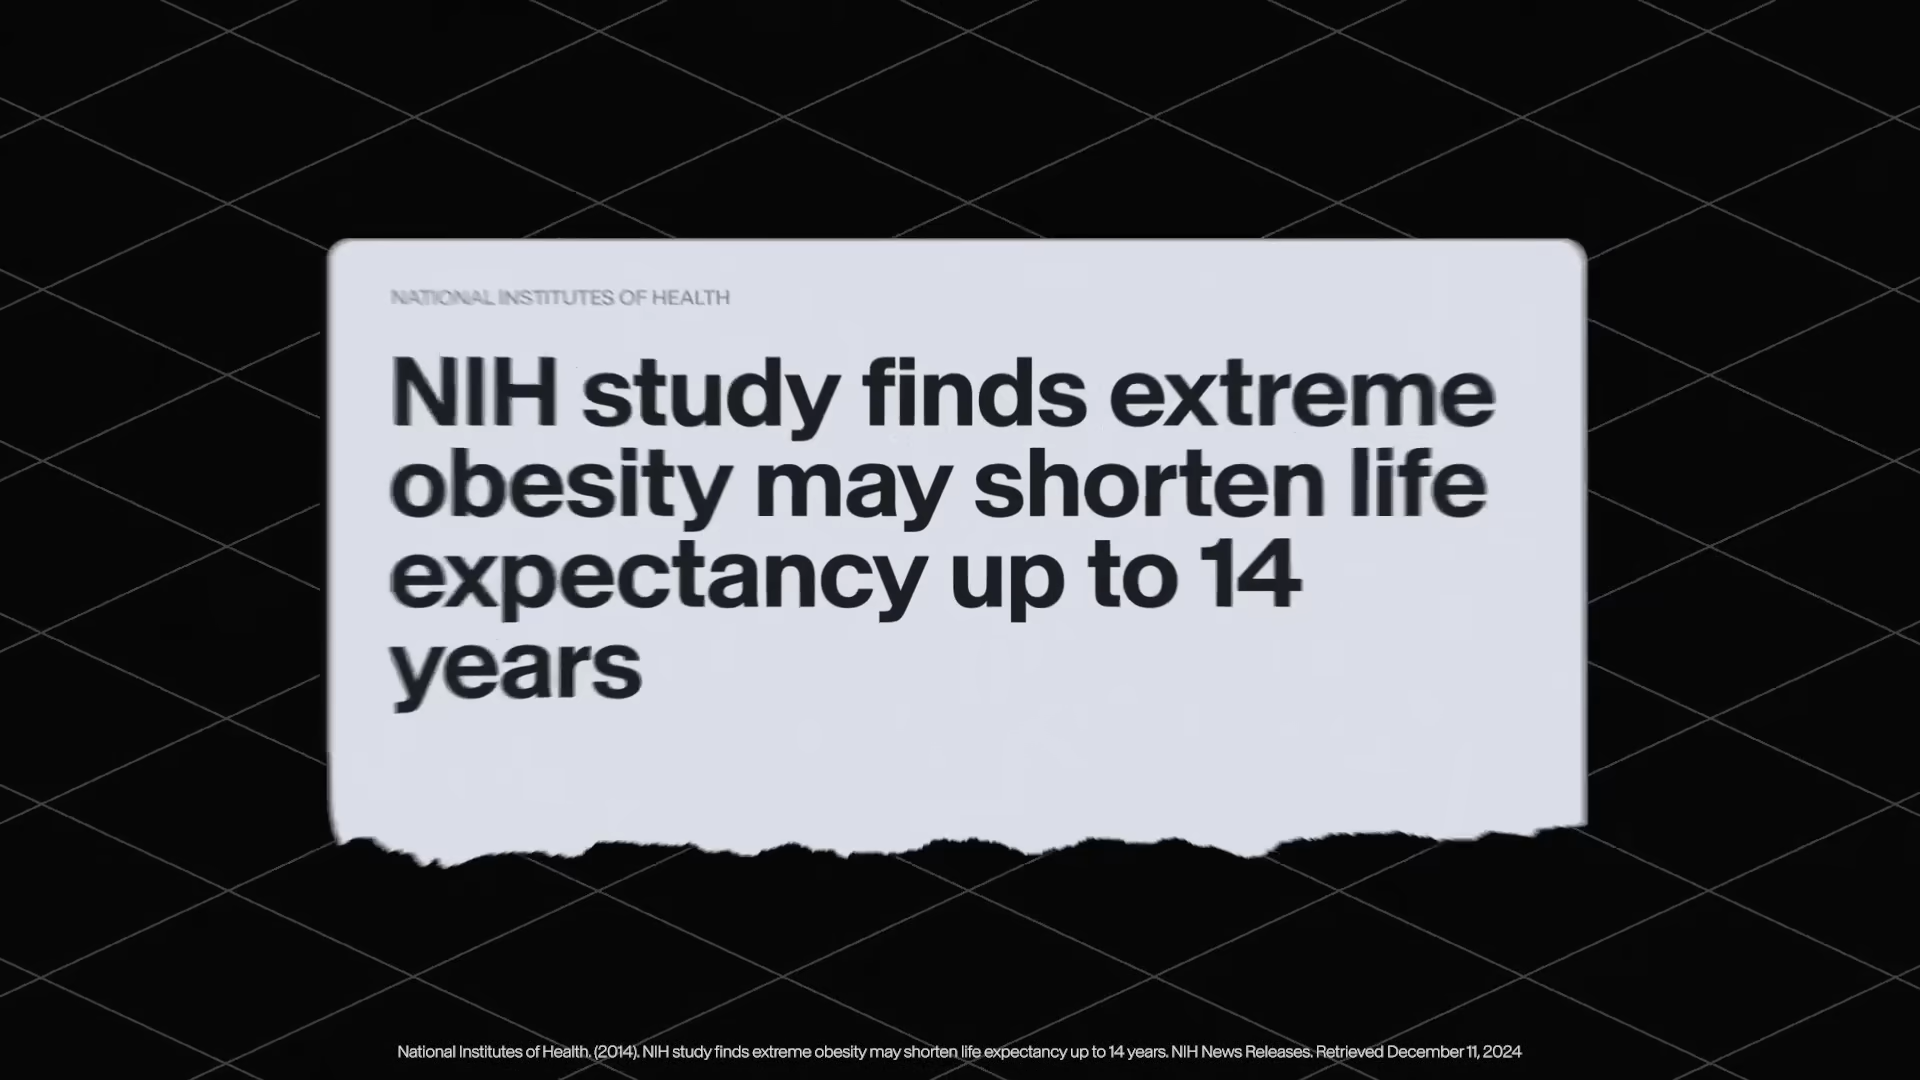 NATIONAL INSTITUTES OF HEALTH
NIH study finds extreme
obesity may shorten life
expectancy up to 14
years
National Institutes of Health. (2014). NIH study finds extreme obesity may shorten life expectancy up to 14 years. NIH News Releases. Retrieved December 11, 2024